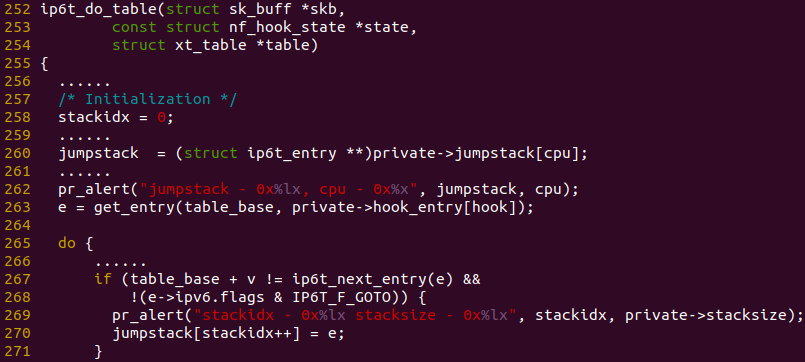 252 ip6t_do_table(struct sk_buff *skb,
253         const struct nf_hook_state *state,
254         struct xt_table *table)
255 {
256   ......
257   /* Initialization */
258   stackidx = 0;
259   ......
260   jumpstack  = (struct ip6t_entry **)private->jumpstack[cpu];
261   ......
262   pr_alert("jumpstack - 0x%lx, cpu - 0x%x", jumpstack, cpu);
263   e = get_entry(table_base, private->hook_entry[hook]);
264
265   do {
266       ......
267       if (table_base + v != ip6t_next_entry(e) &&
268           !(e->ipv6.flags & IP6T_F_GOTO)) {
269         pr_alert("stackidx - 0x%lx stacksize - 0x%lx", stackidx, private->stacksize);
270         jumpstack[stackidx++] = e;
271       }